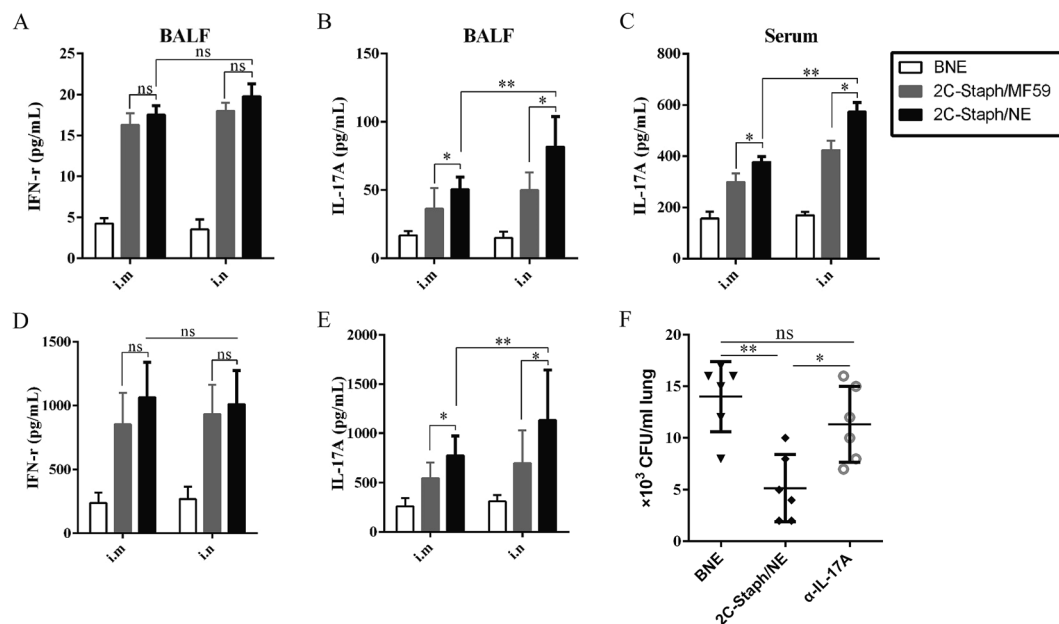 A
BALF
IFN-r (pg/mL)
25
20
15
10
5
0
ns
ns
ns
i.m
i.n
B
BALF
IL-17A (pg/mL)
150
100
50
0
*
**
*
i.m
i.n
C
Serum
IL-17A (pg/mL)
800
600
400
200
0
*
**
*
i.m
i.n
BNE
2C-Staph/MF59
2C-Staph/NE
D
IFN-r (pg/mL)
1500
1000
500
0
ns
ns
ns
i.m
i.n
E
IL-17A (pg/mL)
2000
1500
1000
500
0
*
**
*
i.m
i.n
F
×10³ CFU/ml lung
20
15
10
5
0
ns
**
*
BNE
2C-Staph/NE
α-IL-17A